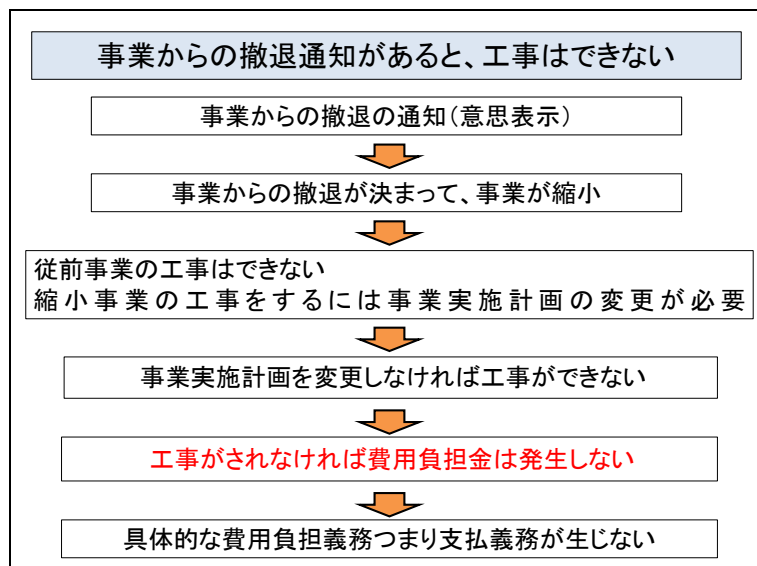 事業からの撤退通知があると、工事はできない
事業からの撤退の通知(意思表示)
事業からの撤退が決まって、事業が縮小
従前事業の工事はできない
縮小事業の工事をするには事業実施計画の変更が必要
事業実施計画を変更しなければ工事ができない
工事がされなければ費用負担金は発生しない
具体的な費用負担義務つまり支払義務が生じない